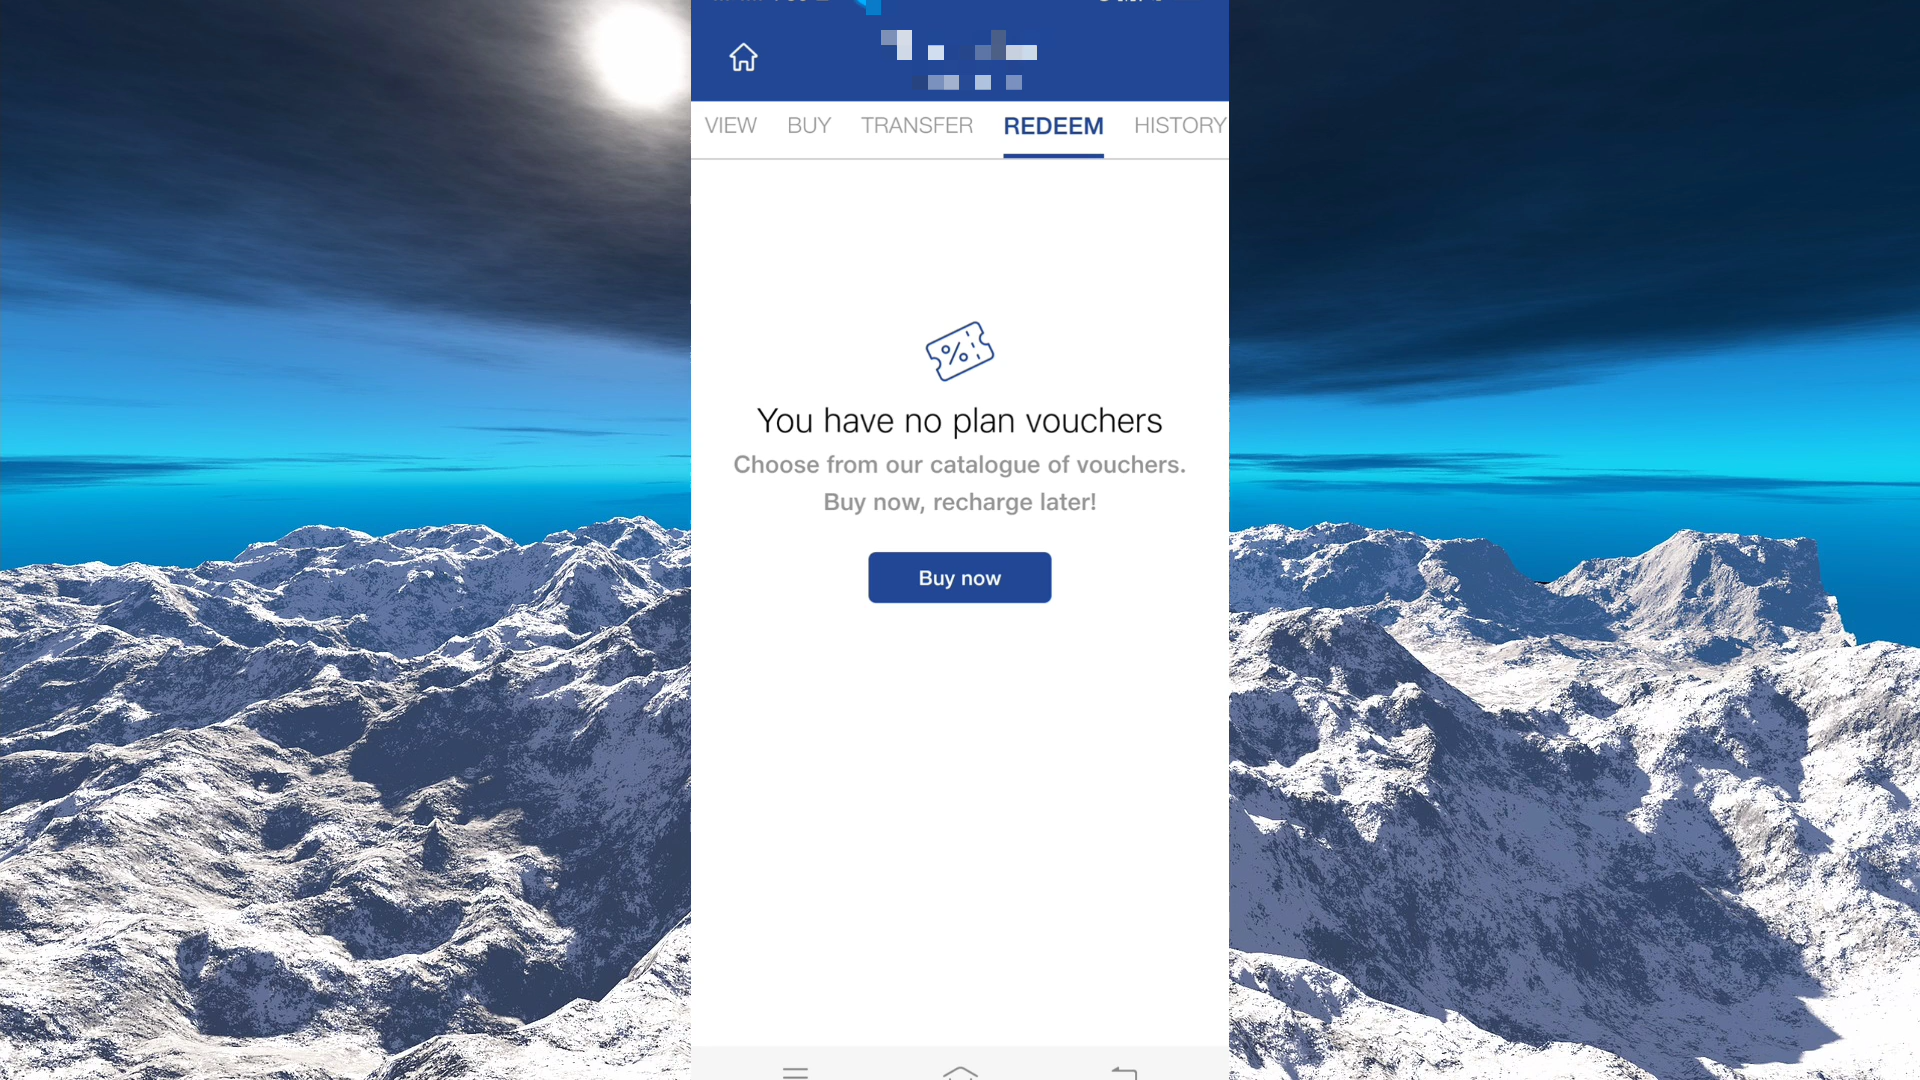 VIEW BUY TRANSFER REDEEM HISTORY
You have no plan vouchers
Choose from our catalogue of vouchers.
Buy now, recharge later!
Buy now